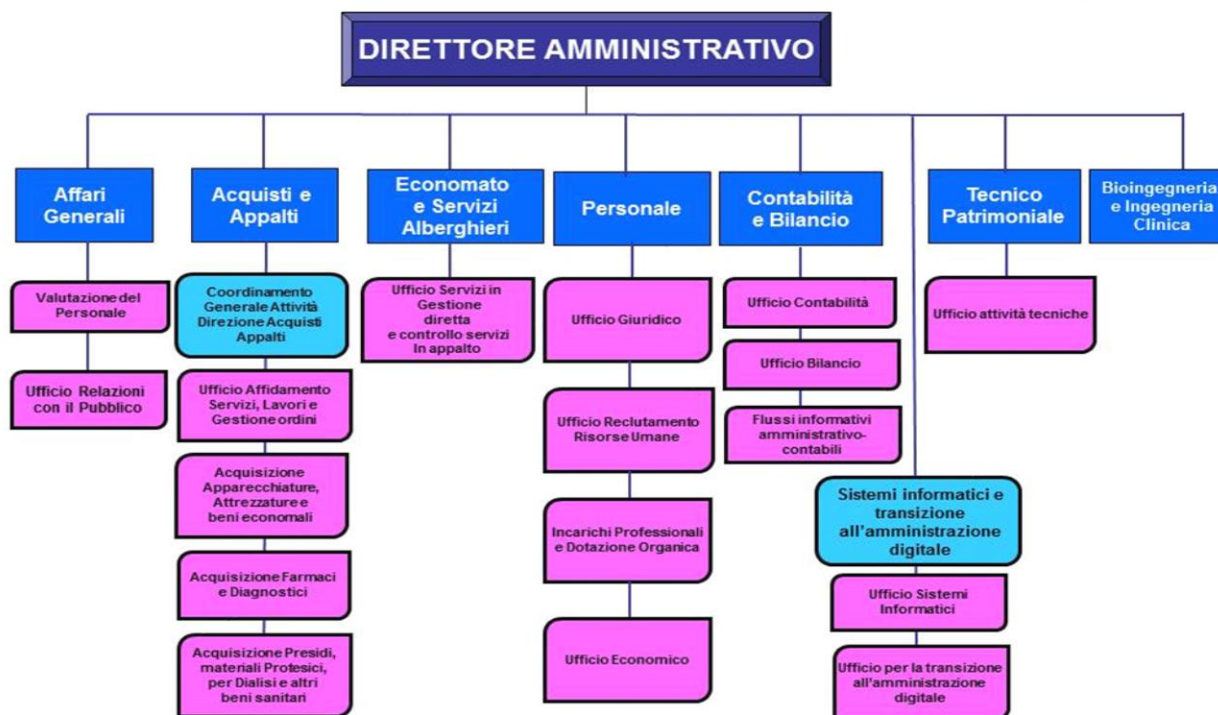 DIRETTORE AMMINISTRATIVO
Affari
Generali
Acquisti e
Appalti
Economato
e Servizi
Alberghieri
Personale
Contabilità
e Bilancio
Tecnico
Patrimoniale
Bioingegneria
e Ingegneria
Clinica
Valutazione del
Personale
Ufficio Relazioni
con il Pubblico
Coordinamento
Generale Attività
Direzione Acquisti
Appalti
Ufficio Affidamento
Servizi, Lavori e
Gestione ordini
Acquisizione
Apparecchiature,
Attrezzature e
beni economali
Acquisizione Farmaci
e Diagnostici
Acquisizione Presidi,
materiali Protesici,
per Dialisi e altri
beni sanitari
Ufficio Servizi in
Gestione
diretta
e controllo servizi
In appalto
Ufficio Giuridico
Ufficio Reclutamento
Risorse Umane
Incarichi Professionali
e Dotazione Organica
Ufficio Economico
Ufficio Contabilità
Ufficio Bilancio
Flussi informativi
amministrativo-
contabili
Sistemi informatici e
transizione
all'amministrazione
digitale
Ufficio Sistemi
Informatici
Ufficio per la transizione
all'amministrazione
digitale
Ufficio attività tecniche